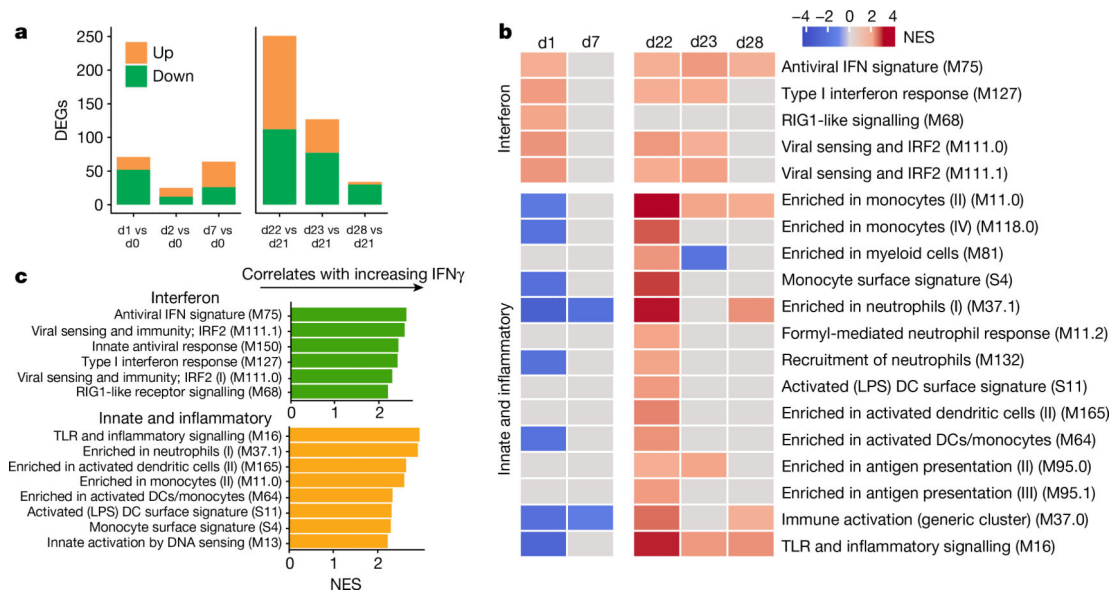 a
250
200
150
100
50
0
DEGs
Up
Down
d1 vs
d0
d2 vs
d0
d7 vs
d0
d22 vs
d21
d23 vs
d21
d28 vs
d21
b
−4 −2 0 2 4
NES
d1 d7 d22 d23 d28
Interferon
Antiviral IFN signature (M75)
Type I interferon response (M127)
RIG1-like signalling (M68)
Viral sensing and IRF2 (M111.0)
Viral sensing and IRF2 (M111.1)
Innate and inflammatory
Enriched in monocytes (II) (M11.0)
Enriched in monocytes (IV) (M118.0)
Enriched in myeloid cells (M81)
Monocyte surface signature (S4)
Enriched in neutrophils (I) (M37.1)
Formyl-mediated neutrophil response (M11.2)
Recruitment of neutrophils (M132)
Activated (LPS) DC surface signature (S11)
Enriched in activated dendritic cells (II) (M165)
Enriched in activated DCs/monocytes (M64)
Enriched in antigen presentation (II) (M95.0)
Enriched in antigen presentation (III) (M95.1)
Immune activation (generic cluster) (M37.0)
TLR and inflammatory signalling (M16)
c
Correlates with increasing IFNγ
Interferon
Antiviral IFN signature (M75)
Viral sensing and immunity; IRF2 (M111.1)
Innate antiviral response (M150)
Type I interferon response (M127)
Viral sensing and immunity; IRF2 (I) (M111.0)
RIG1-like receptor signalling (M68)
0 1 2
Innate and inflammatory
TLR and inflammatory signalling (M16)
Enriched in neutrophils (I) (M37.1)
Enriched in activated dendritic cells (II) (M165)
Enriched in monocytes (II) (M11.0)
Enriched in activated DCs/monocytes (M64)
Activated (LPS) DC surface signature (S11)
Monocyte surface signature (S4)
Innate activation by DNA sensing (M13)
0 1 2
NES